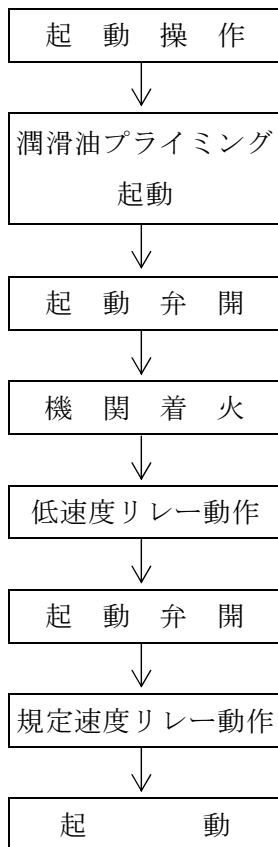 起動操作
潤滑油プライミング
起動
起動弁開
機関着火
低速度リレー動作
起動弁開
規定速度リレー動作
起動